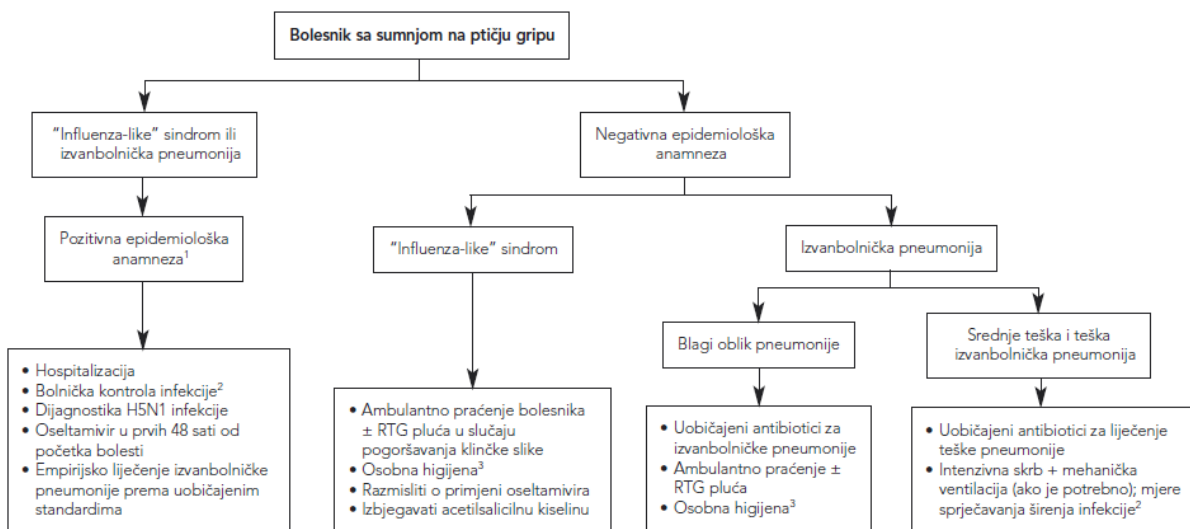 Bolesnik sa sumnjom na ptičju gripu
"Influenza-like" sindrom ili
izvanbolnička pneumonija
Negativna epidemiološka
anamneza
Pozitivna epidemiološka
anamneza¹
"Influenza-like" sindrom
Izvanbolnička pneumonija
Blagi oblik pneumonije
Srednje teška i teška
izvanbolnička pneumonija
• Hospitalizacija
• Bolnička kontrola infekcije²
• Dijagnostika H5N1 infekcije
• Oseltamivir u prvih 48 sati od
početka bolesti
• Empirijsko liječenje izvanbolničke
pneumonije prema uobičajenim
standardima
• Ambulantno praćenje bolesnika
± RTG pluća u slučaju
pogoršavanja klinčke slike
• Osobna higijena³
• Razmisliti o primjeni oseltamivira
• Izbjegavati acetilsalicilnu kiselinu
• Uobičajeni antibiotici za
izvanbolničke pneumonije
• Ambulantno praćenje ±
RTG pluća
• Osobna higijena³
• Uobičajeni antibiotici za liječenje
teške pneumonije
• Intenzivna skrb + mehanička
ventilacija (ako je potrebno); mjere
sprječavanja širenja infekcije²